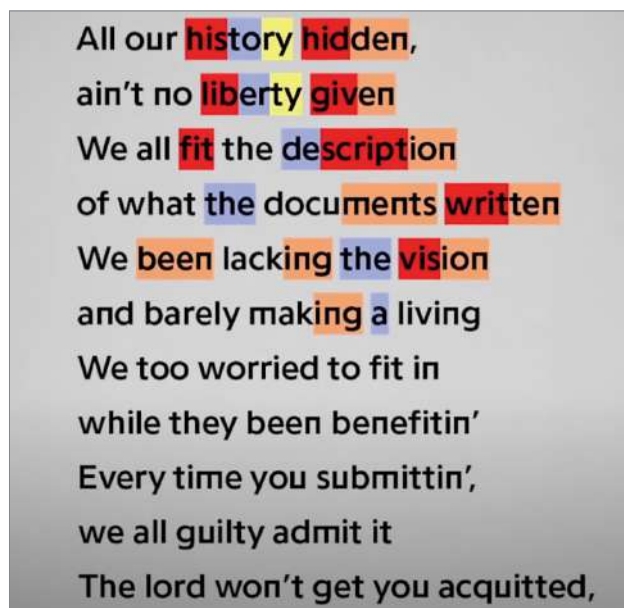 All our history hidden,
ain't no liberty given
We all fit the description
of what the documents written
We been lacking the vision
and barely making a living
We too worried to fit in
while they been benefitin'
Every time you submittin',
we all guilty admit it
The lord won't get you acquitted,